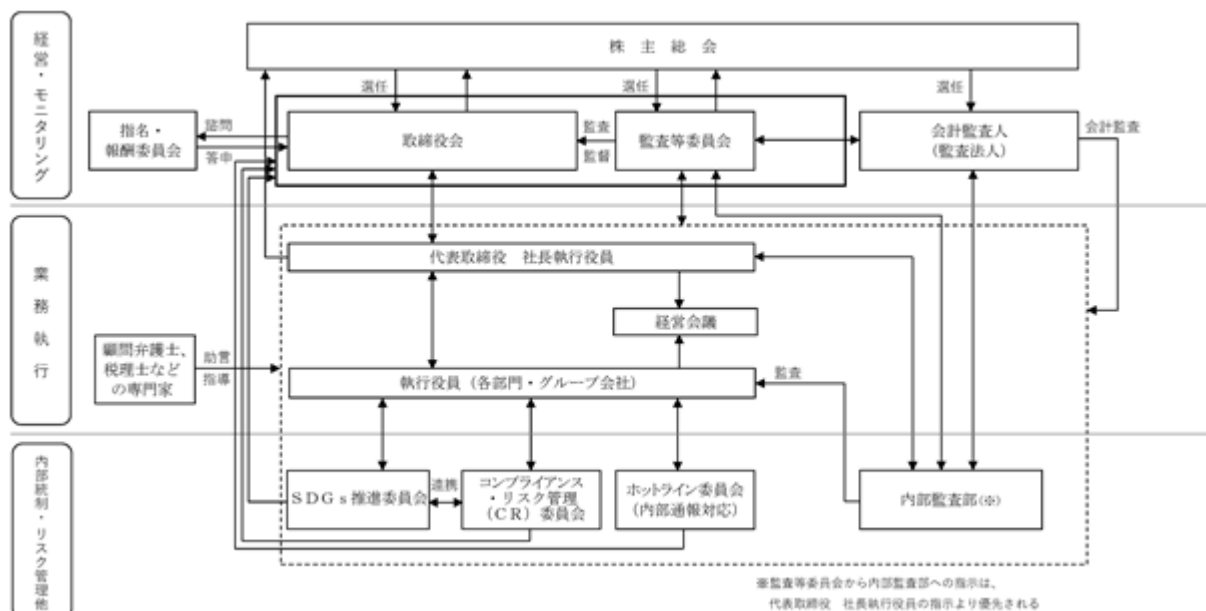 経営・モニタリング
株主総会
選任
選任
選任
指名・
報酬委員会
諮問
答申
取締役会
監査
監督
監査等委員会
会計監査人
(監査法人)
会計監査
業務執行
代表取締役 社長執行役員
経営会議
顧問弁護士、
税理士など
の専門家
助言
指導
執行役員(各部門・グループ会社)
監査
内部統制・リスク管理他
SDGs推進委員会
連携
コンプライアンス
・リスク管理
(CR)委員会
ホットライン委員会
(内部通報対応)
内部監査部(※)
※監査等委員会から内部監査部への指示は、
代表取締役 社長執行役員の指示より優先される